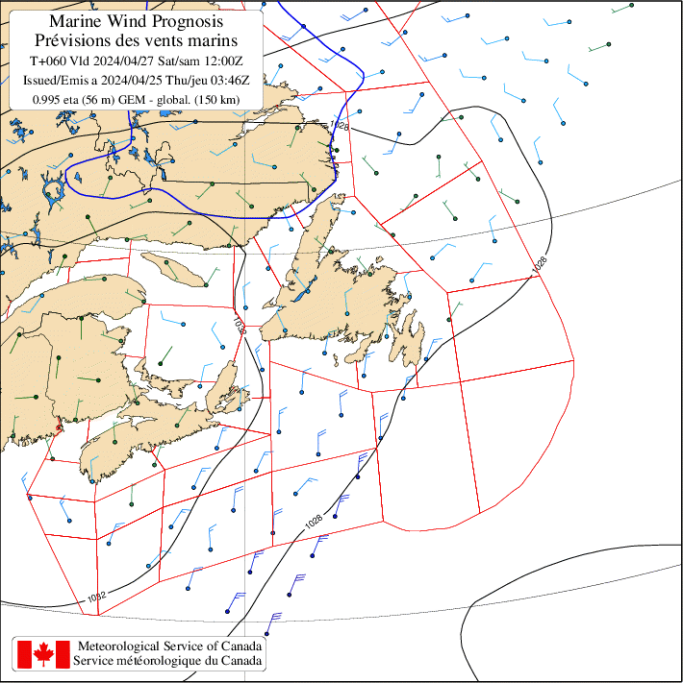 Marine Wind Prognosis
Prévisions des vents marins
T+060 Vld 2024/04/27 Sat/sam 12:00Z
Issued/Emis a 2024/04/25 Thu/jeu 03:46Z
0.995 eta (56 m) GEM - global. (150 km)
1028
1028
1032
1028
1032
Meteorological Service of Canada
Service météorologique du Canada